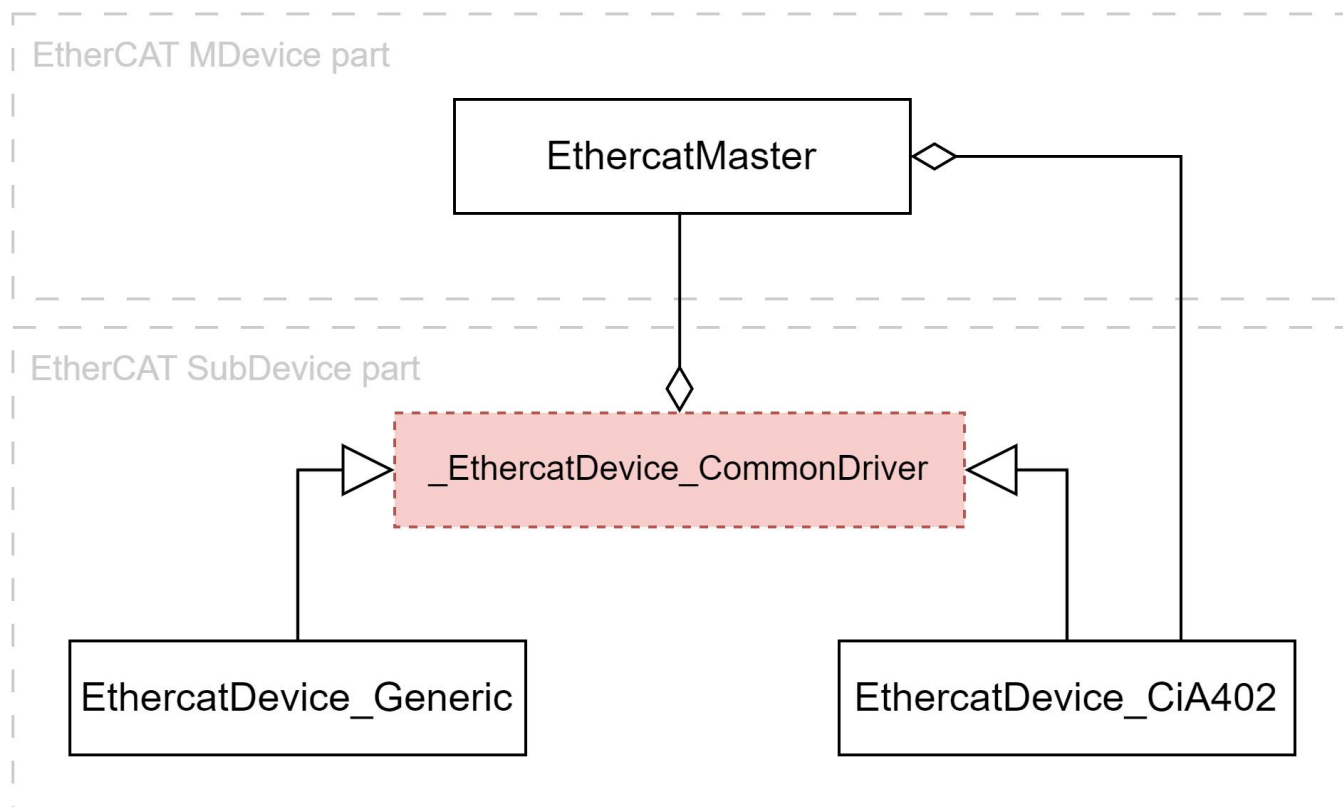 EtherCAT MDevice part
EthercatMaster
EtherCAT SubDevice part
_EthercatDevice_CommonDriver
EthercatDevice_Generic
EthercatDevice_CiA402